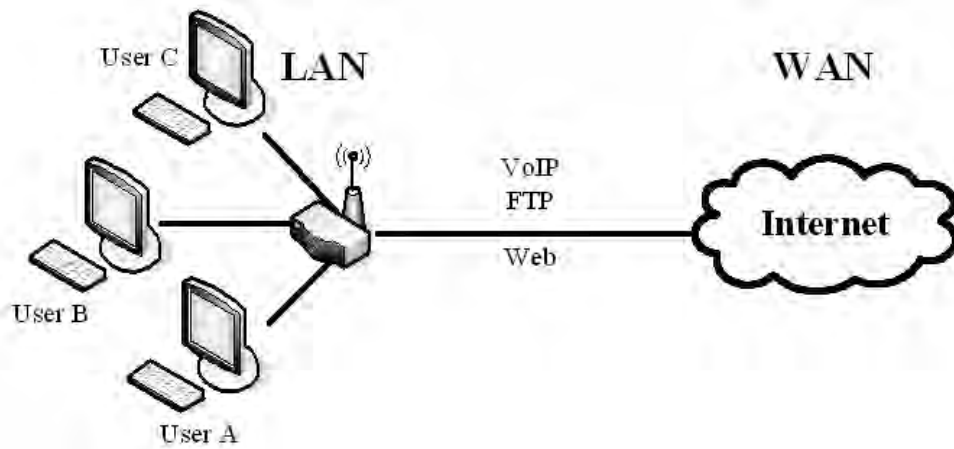 User C
LAN
WAN
VoIP
FTP
Web
Internet
User B
User A